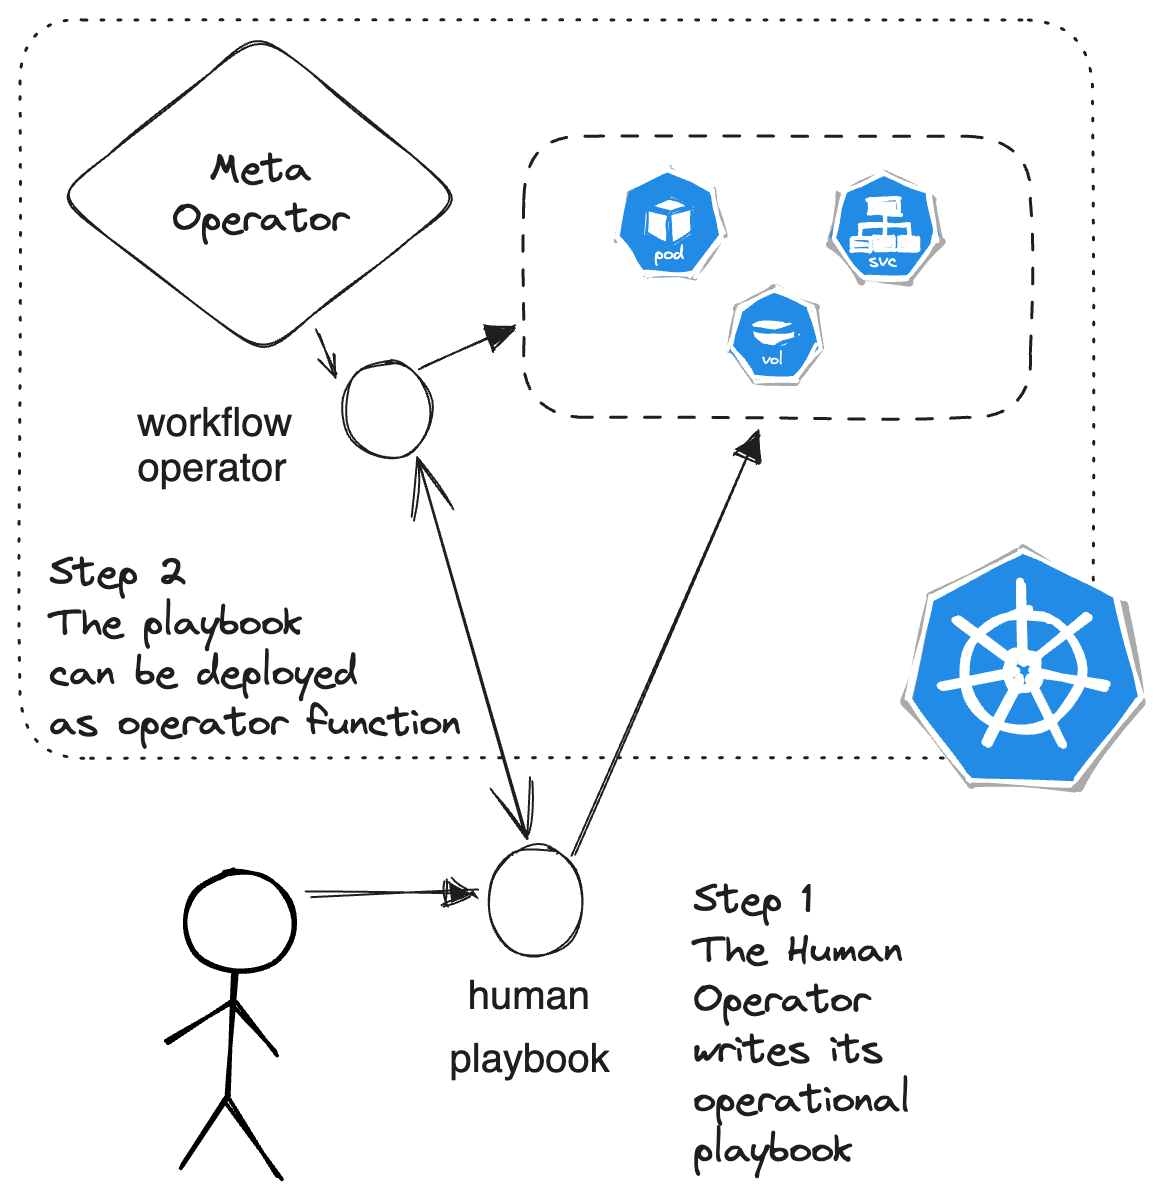 Meta
Operator
pod
svc
vol
workflow
operator
Step 2
The playbook
can be deployed
as operator function
human
playbook
Step 1
The Human
Operator
writes its
operational
playbook